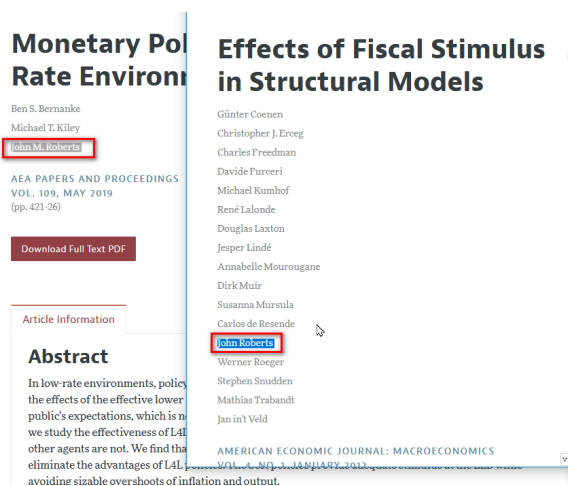 Monetary Pol
Rate Environ
Ben S. Bernanke
Michael T. Kiley
John M. Roberts
AEA PAPERS AND PROCEEDINGS
VOL. 109, MAY 2019
(pp. 421-26)
Download Full Text PDF
Article Information
Abstract
In low-rate environments, policy
the effects of the effective lower
public's expectations, which is n
we study the effectiveness of L4L
other agents are not. We find tha
eliminate the advantages of L4L
avoiding sizable overshoots of inflation and output.
Effects of Fiscal Stimulus
in Structural Models
Günter Coenen
Christopher J. Erceg
Charles Freedman
Davide Furceri
Michael Kumhof
René Lalonde
Douglas Laxton
Jesper Lindé
Annabelle Mourougane
Dirk Muir
Susanna Mursula
Carlos de Resende
John Roberts
Werner Roeger
Stephen Snudden
Mathias Trabandt
Jan in't Veld
AMERICAN ECONOMIC JOURNAL: MACROECONOMICS
VOL. 4, NO. 1, JANUARY 2012